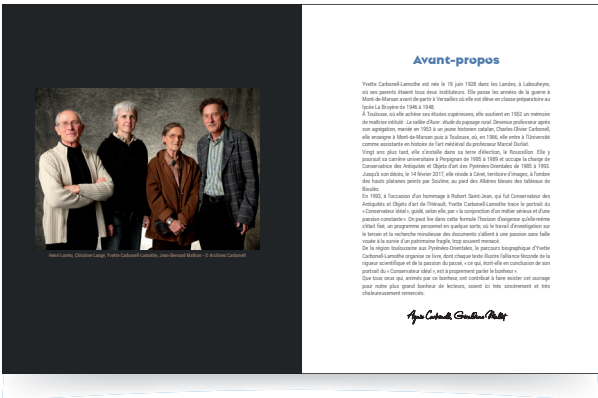 Henri Loreto, Christine Langé, Yvette Carbonell-Lamothe, Jean-Bernard Mathon - © Archives Carbonell
Avant-propos
Yvette Carbonell-Lamothe est née le 19 juin 1928 dans les Landes, à Labouheyre,
où ses parents étaient tous deux instituteurs. Elle passe les années de la guerre à
Mont-de-Marsan avant de partir à Versailles où elle est élève en classe préparatoire au
lycée La Bruyère de 1946 à 1948.
À Toulouse, où elle achève ses études supérieures, elle soutient en 1952 un mémoire
de maîtrise intitulé : La vallée d'Aure : étude du paysage rural. Devenue professeur après
son agrégation, mariée en 1953 à un jeune historien catalan, Charles-Olivier Carbonell,
elle enseigne à Mont-de-Marsan puis à Toulouse, où, en 1966, elle entre à l'Université
comme assistante en histoire de l'art médiéval du professeur Marcel Durliat.
Vingt ans plus tard, elle s'installe dans sa terre d'élection, le Roussillon. Elle y
poursuit sa carrière universitaire à Perpignan de 1985 à 1989 et occupe la charge de
Conservatrice des Antiquités et Objets d'art des Pyrénées-Orientales de 1985 à 1993.
Jusqu'à son décès, le 14 février 2017, elle réside à Céret, territoire d'images, à l'ombre
des hauts platanes peints par Soutine, au pied des Albères bleues des tableaux de
En 1993, à l'occasion d'un hommage à Robert Saint-Jean, qui fut Conservateur des
Antiquités et Objets d'art de l'Hérault, Yvette Carbonell-Lamothe trace le portrait du
« Conservateur idéal », guidé, selon elle, par « la conjonction d'un métier sérieux et d'une
passion constante ». On peut lire dans cette formule l'horizon d'exigence qu'elle-même
s'était fixé, un programme personnel en quelque sorte, où le travail d'investigation sur
le terrain et la recherche minutieuse des documents s'allient à une passion sans faille
vouée à la survie d'un patrimoine fragile, trop souvent menacé.
De la région toulousaine aux Pyrénées-Orientales, le parcours biographique d'Yvette
Carbonell-Lamothe organise ce livre, dont chaque texte illustre l'alliance féconde de la
rigueur scientifique et de la passion du passé, « ce qui, écrit-elle en conclusion de son
portrait du « Conservateur idéal », est à proprement parler le bonheur ».
Que tous ceux qui, animés par ce bonheur, ont contribué à faire exister cet ouvrage
pour notre plus grand bonheur de lecteurs, soient ici très sincèrement et très
chaleureusement remerciés.